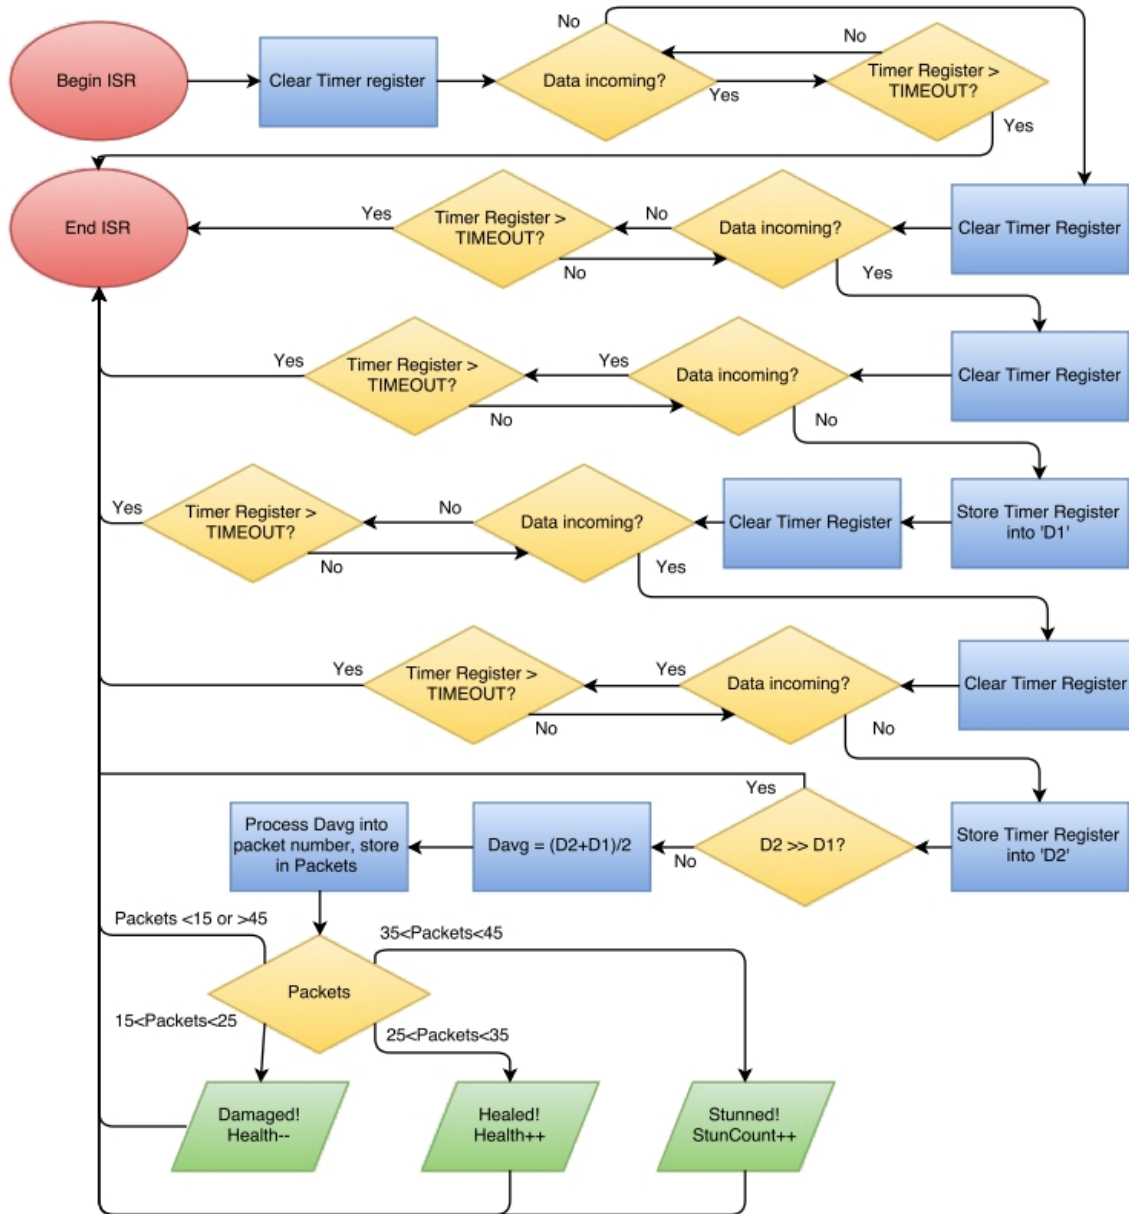 No
No
Begin ISR
Clear Timer register
Data incoming?
Yes
Timer Register >
TIMEOUT?
Yes
End ISR
Yes
Timer Register >
TIMEOUT?
No
No
Data incoming?
Yes
Clear Timer Register
Yes
Timer Register >
TIMEOUT?
No
Yes
Data incoming?
No
Clear Timer Register
Yes
Timer Register >
TIMEOUT?
No
No
Data incoming?
Yes
Clear Timer Register
Store Timer Register
into 'D1'
Yes
Timer Register >
TIMEOUT?
No
Yes
Data incoming?
No
Clear Timer Register
Yes
Process Davg into
packet number, store
in Packets
Davg = (D2+D1)/2
No
D2 >> D1?
Store Timer Register
into 'D2'
Packets <15 or >45
35<Packets<45
Packets
15<Packets<25
25<Packets<35
Damaged!
Health--
Healed!
Health++
Stunned!
StunCount++